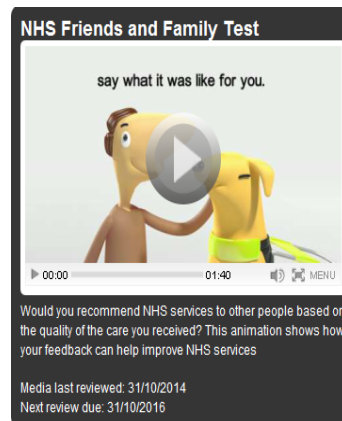 NHS Friends and Family Test
say what it was like for you.
00:00 01:40 MENU
Would you recommend NHS services to other people based on
the quality of the care you received? This animation shows how
your feedback can help improve NHS services
Media last reviewed: 31/10/2014
Next review due: 31/10/2016